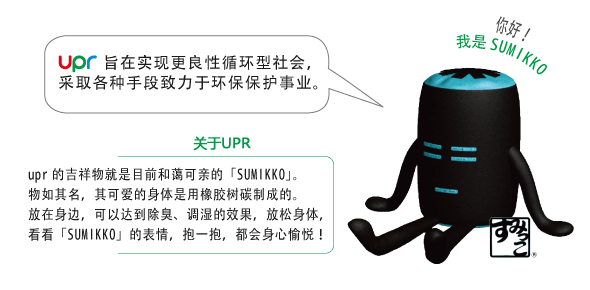 upr 旨在实现更良性循环型社会，
采取各种手段致力于环保保护事业。
你好！
我是 SUMIKKO
关于UPR
upr 的吉祥物就是目前和蔼可亲的「SUMIKKO」。
物如其名，其可爱的身体是用橡胶树碳制成的。
放在身边，可以达到除臭、调湿的效果，放松身体，
看看「SUMIKKO」的表情，抱一抱，都会身心愉悦！
すみっこ
®